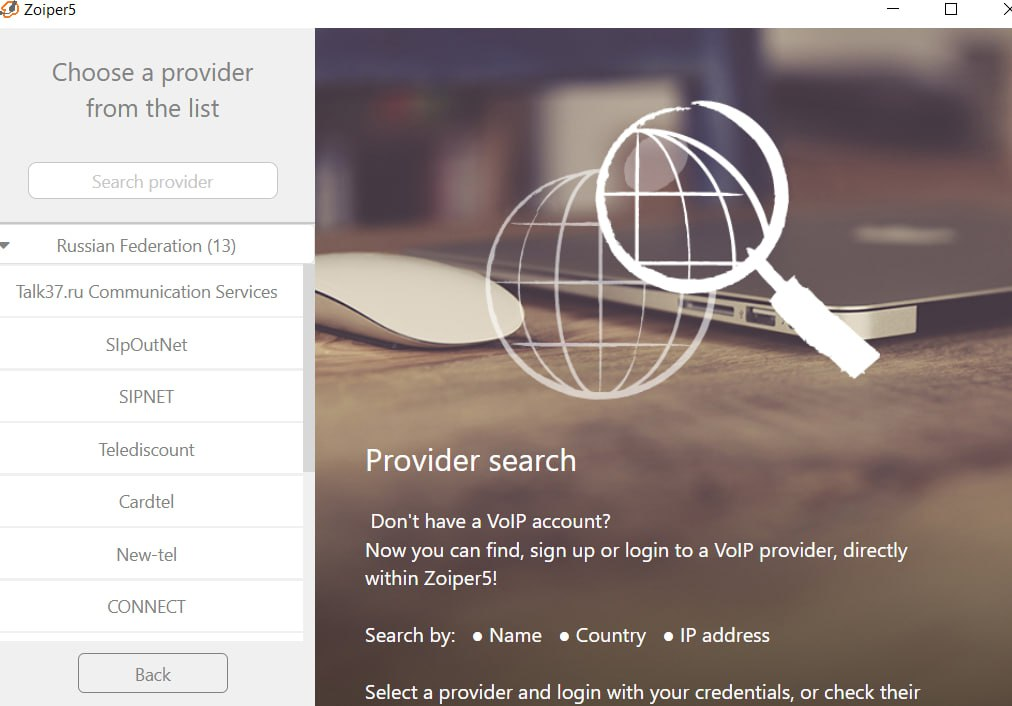 Zoiper5
Choose a provider
from the list
Search provider
Russian Federation (13)
Talk37.ru Communication Services
SIpOutNet
SIPNET
Telediscount
Cardtel
New-tel
CONNECT
Back
Provider search
Don't have a VoIP account?
Now you can find, sign up or login to a VoIP provider, directly
within Zoiper5!
Search by: ● Name ● Country ● IP address
Select a provider and login with your credentials, or check their